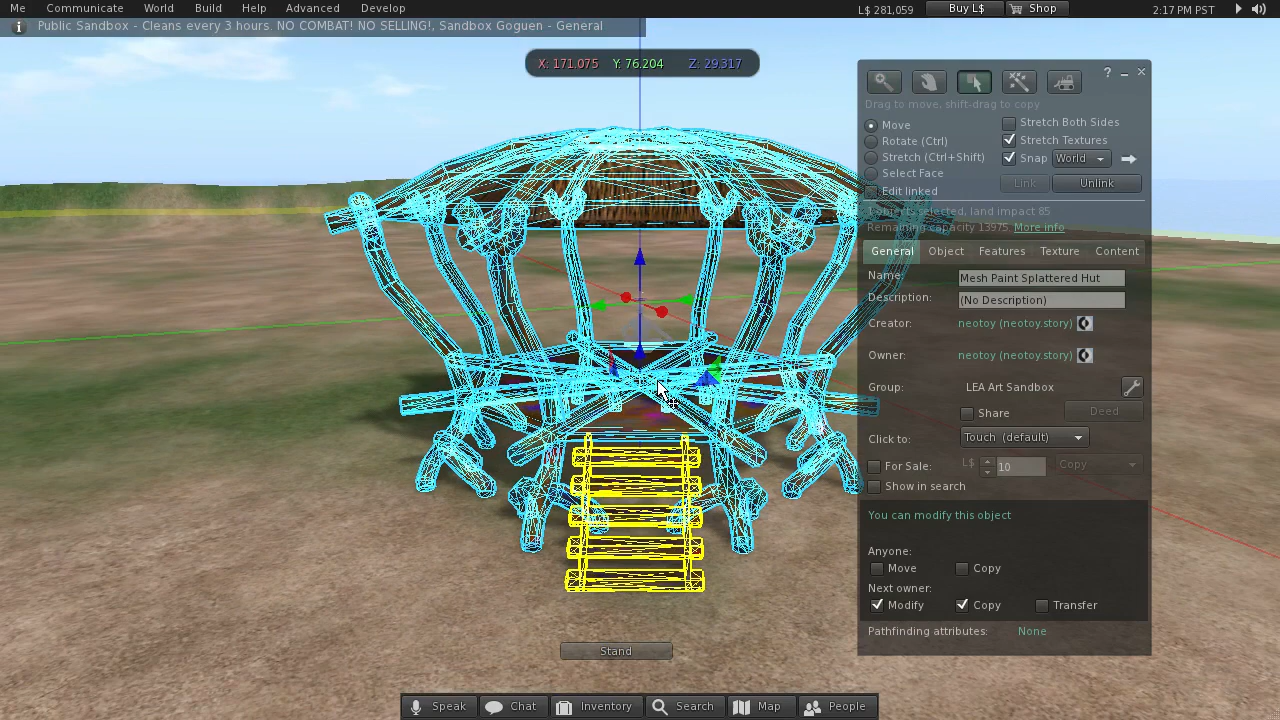 Me Communicate World Build Help Advanced Develop L$ 281,059 Buy L$ Shop 2:17 PM PST
Public Sandbox - Cleans every 3 hours. NO COMBAT! NO SELLING!, Sandbox Goguen - General
X: 171.075 Y: 76.204 Z: 29.317
? _ ×
Drag to move, shift-drag to copy
Move
Rotate (Ctrl)
Stretch (Ctrl+Shift)
Select Face
Edit linked
Stretch Both Sides
Stretch Textures
Snap World
Link Unlink
1 objects selected, land impact 85
Remaining capacity 13975 More info
General Object Features Texture Content
Name: Mesh Paint Splattered Hut
Description: (No Description)
Creator: neotoy (neotoy.story)
Owner: neotoy (neotoy.story)
Group: LEA Art Sandbox
Share Deed
Click to: Touch (default)
For Sale: L$ 10 Copy
Show in search
You can modify this object
Anyone:
Move Copy
Next owner:
Modify Copy Transfer
Pathfinding attributes: None
Stand
Speak Chat Inventory Search Map People